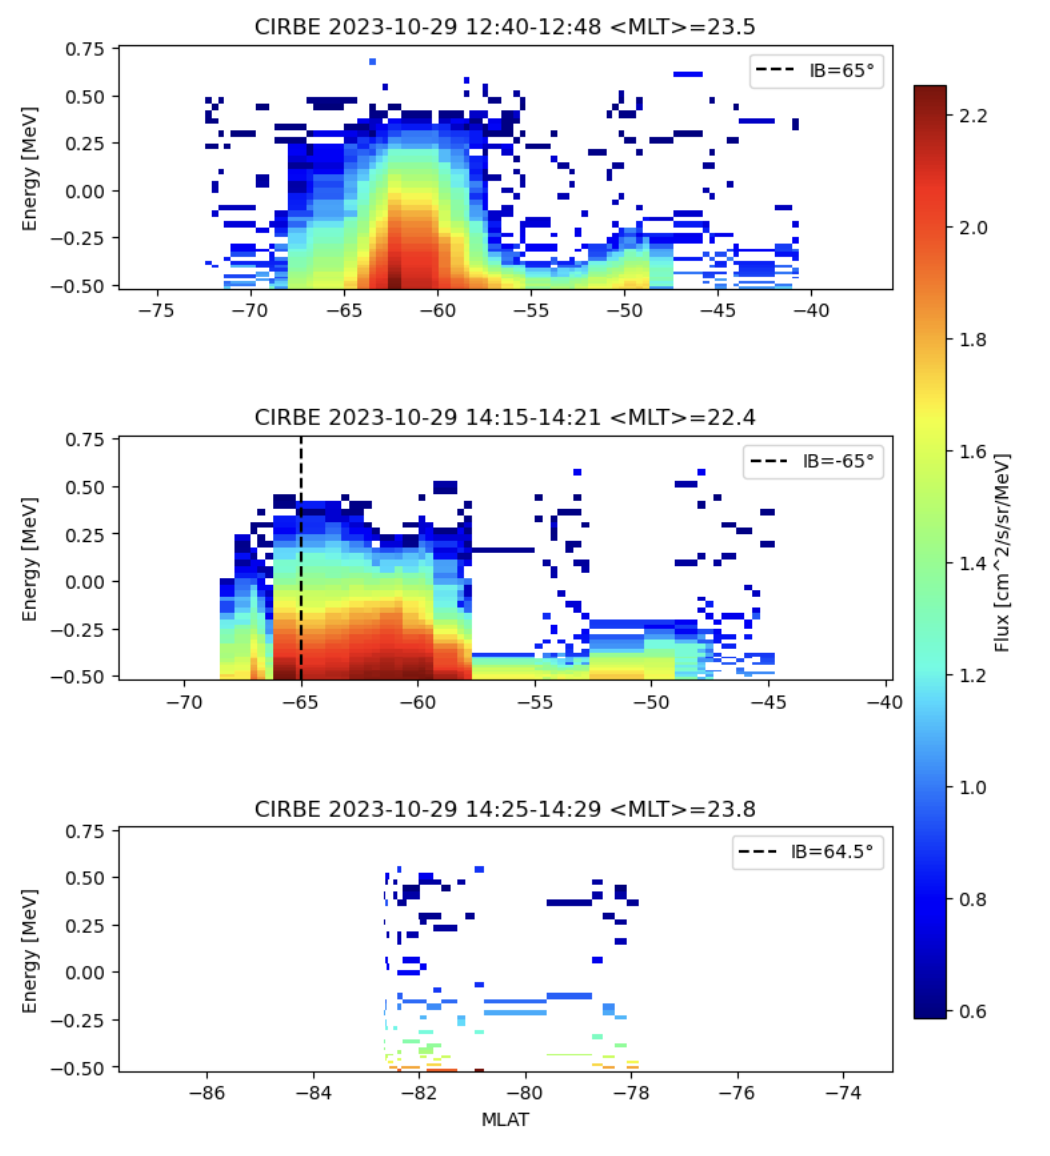 CIRBE 2023-10-29 12:40-12:48 <MLT>=23.5
0.75
0.50
0.25
0.00
−0.25
−0.50
Energy [MeV]
IB=65°
−75 −70 −65 −60 −55 −50 −45 −40
CIRBE 2023-10-29 14:15-14:21 <MLT>=22.4
0.75
0.50
0.25
0.00
−0.25
−0.50
Energy [MeV]
IB=-65°
−70 −65 −60 −55 −50 −45 −40
CIRBE 2023-10-29 14:25-14:29 <MLT>=23.8
0.75
0.50
0.25
0.00
−0.25
−0.50
Energy [MeV]
IB=64.5°
−86 −84 −82 −80 −78 −76 −74
MLAT
2.2
2.0
1.8
1.6
1.4
1.2
1.0
0.8
0.6
Flux [cm^2/s/sr/MeV]